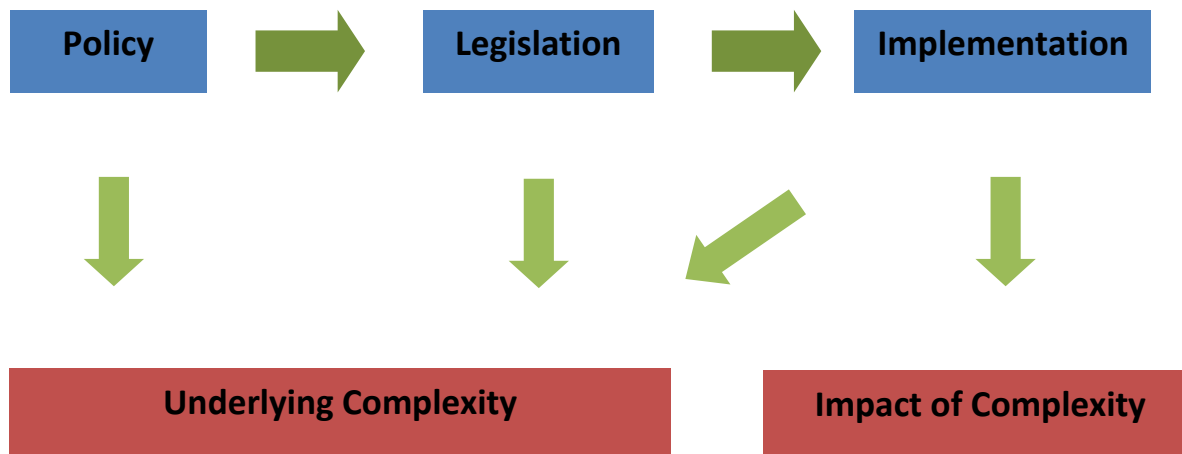 Policy
Legislation
Implementation
Underlying Complexity
Impact of Complexity